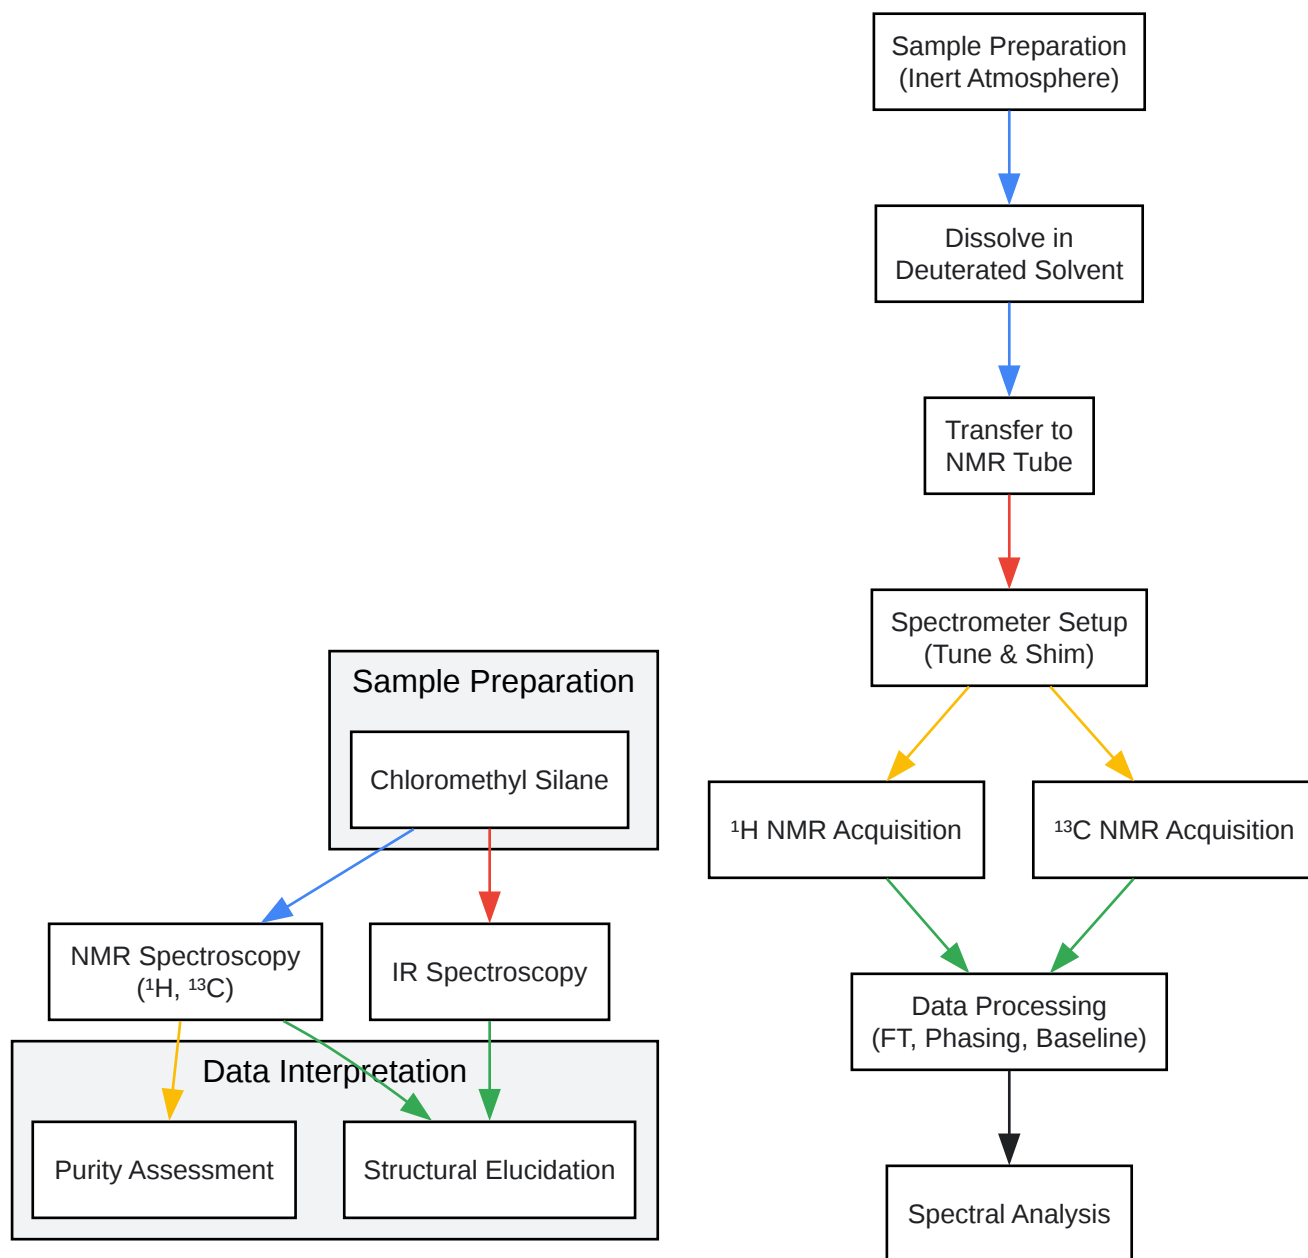 Sample Preparation
(Inert Atmosphere)
Dissolve in
Deuterated Solvent
Transfer to
NMR Tube
Spectrometer Setup
(Tune & Shim)
¹H NMR Acquisition
¹³C NMR Acquisition
Data Processing
(FT, Phasing, Baseline)
Spectral Analysis
Sample Preparation
Chloromethyl Silane
NMR Spectroscopy
(¹H, ¹³C)
IR Spectroscopy
Data Interpretation
Purity Assessment
Structural Elucidation